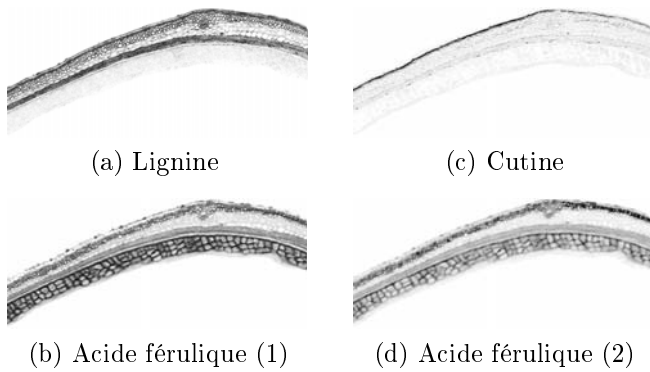 (a) Lignine
(c) Cutine
(b) Acide férulique (1)
(d) Acide férulique (2)